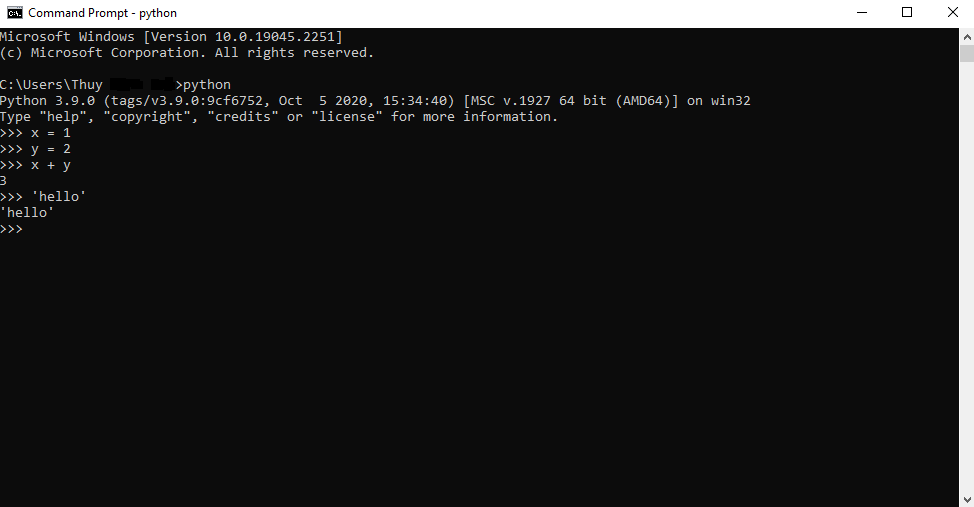 Command Prompt - python
Microsoft Windows [Version 10.0.19045.2251]
(c) Microsoft Corporation. All rights reserved.
C:\Users\Thuy >python
Python 3.9.0 (tags/v3.9.0:9cf6752, Oct  5 2020, 15:34:40) [MSC v.1927 64 bit (AMD64)] on win32
Type "help", "copyright", "credits" or "license" for more information.
>>> x = 1
>>> y = 2
>>> x + y
3
>>> 'hello'
'hello'
>>>